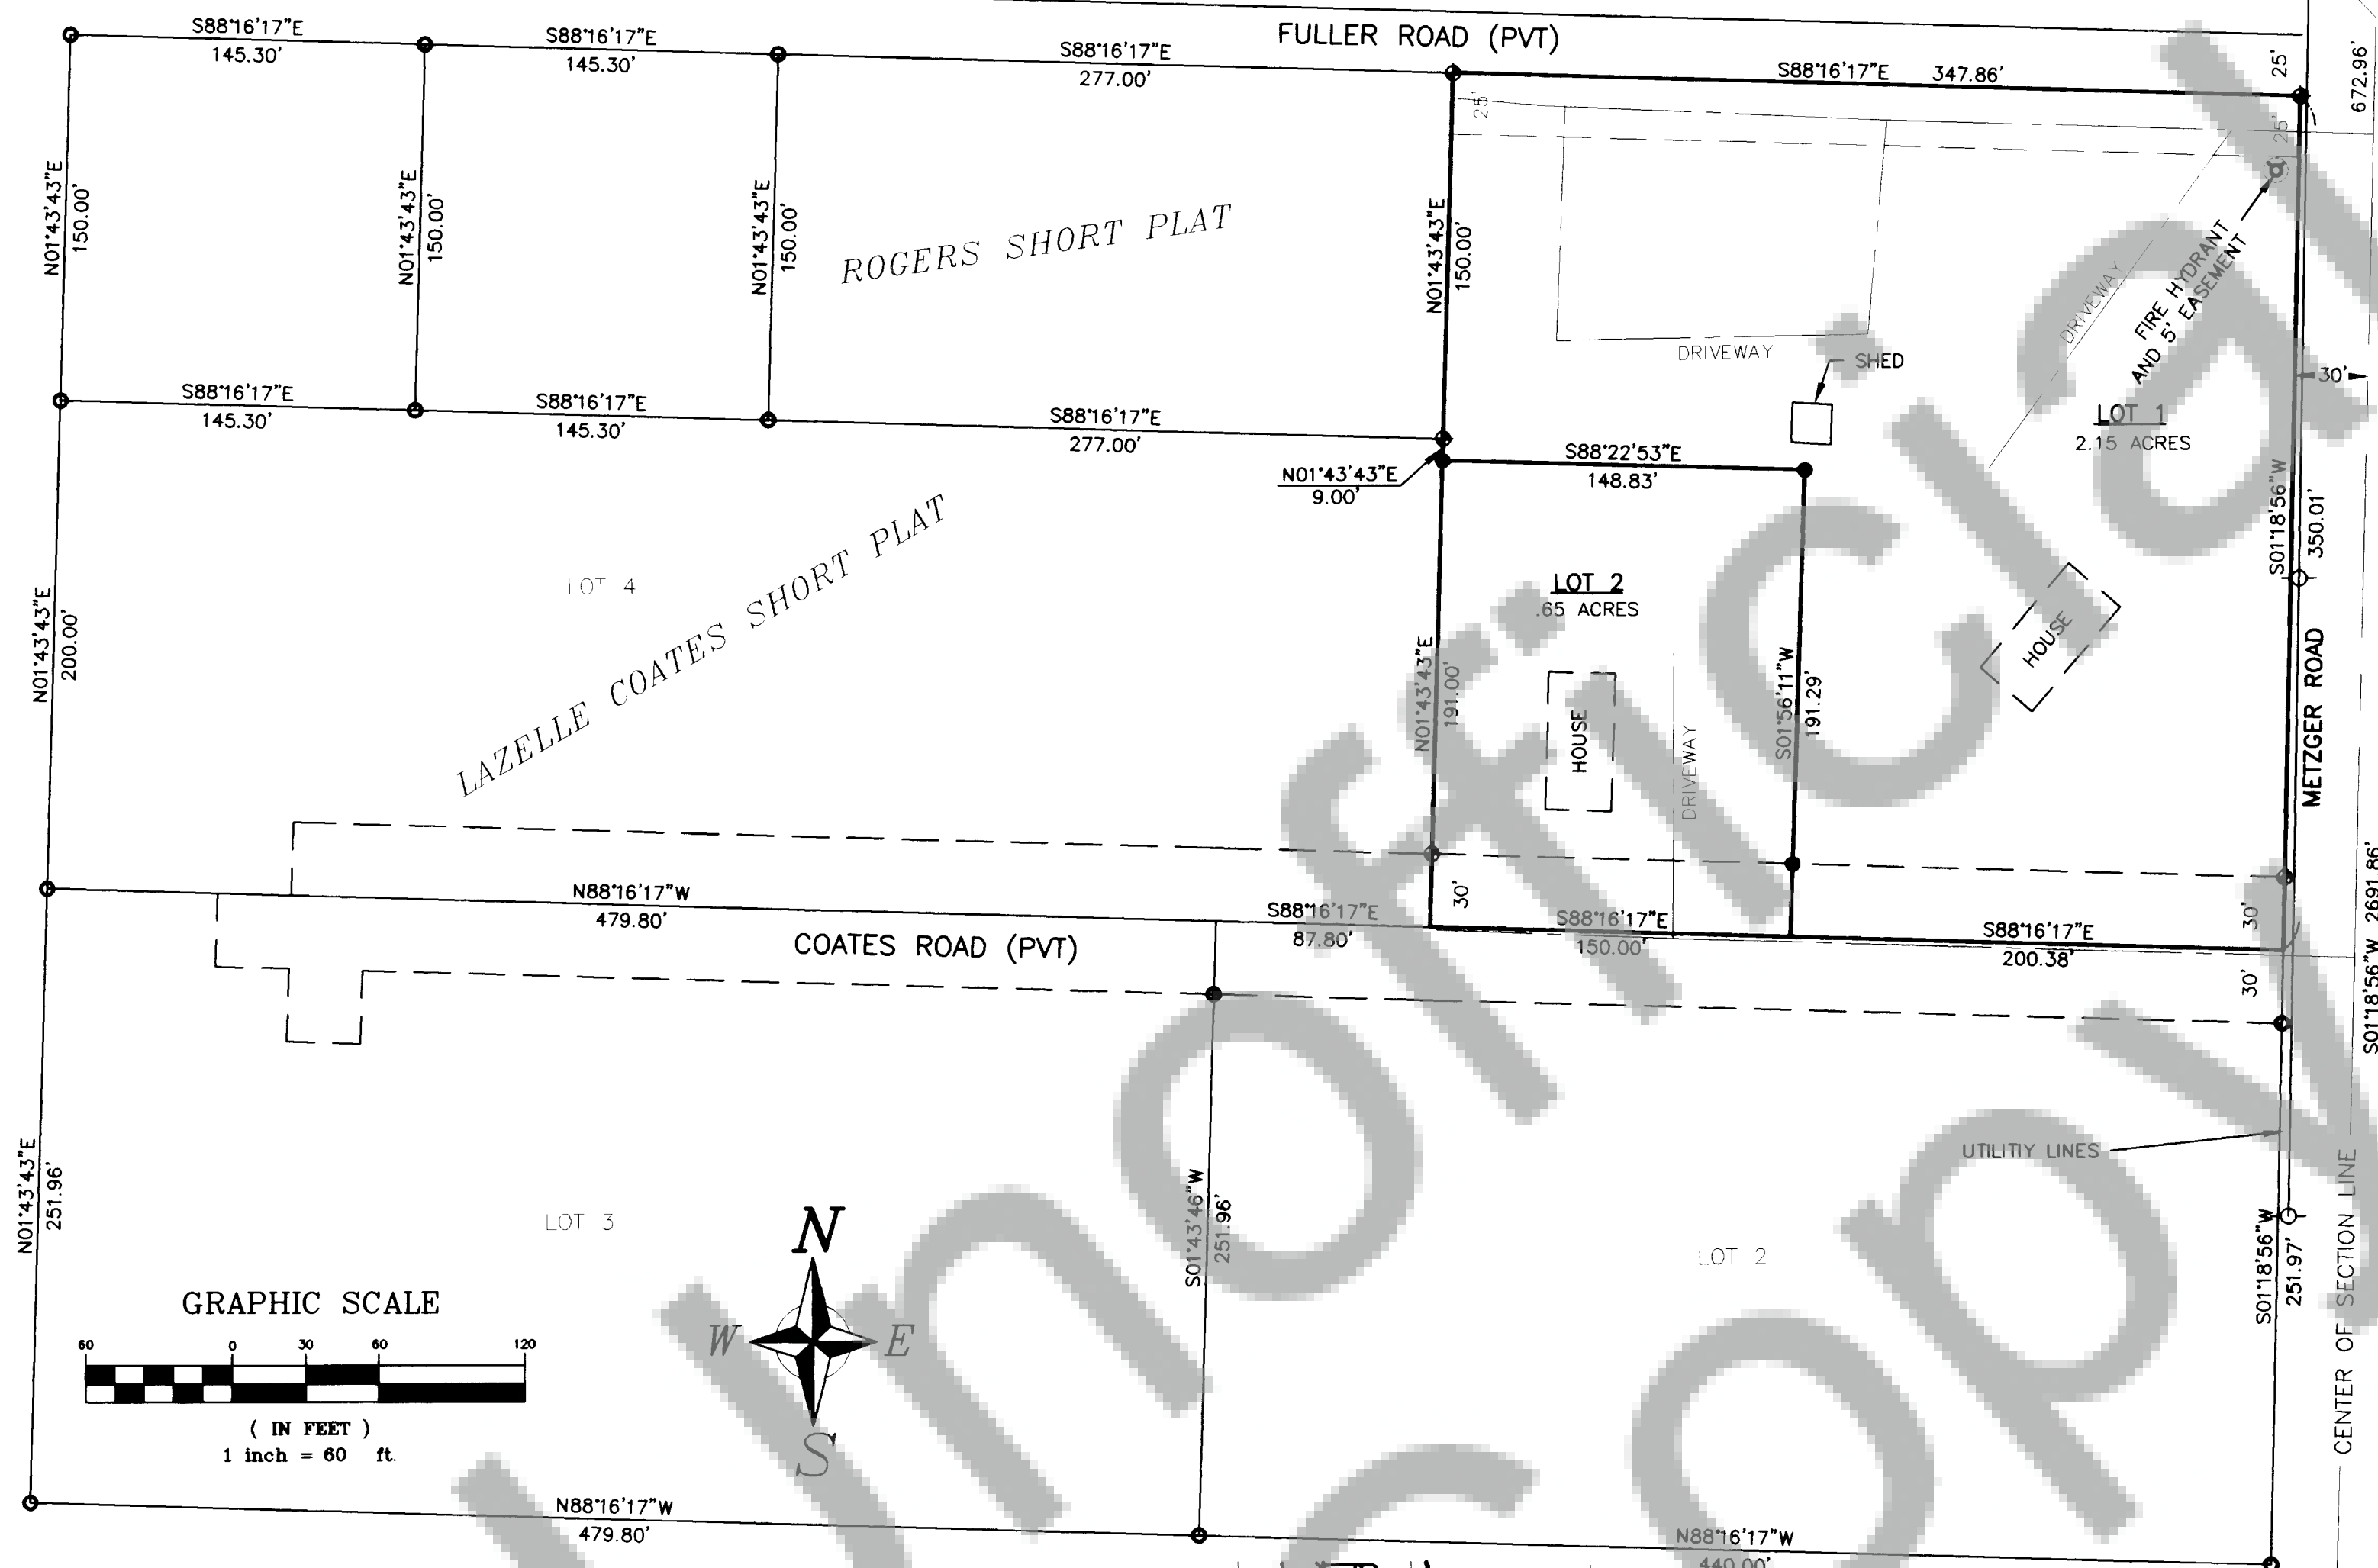 FULLER ROAD (PVT)
S88°16'17"E
145.30'
S88°16'17"E
145.30'
S88°16'17"E
277.00'
S88°16'17"E 347.86'
25'
672.96'
25'
25'
N01°43'43"E
150.00'
N01°43'43"E
150.00'
N01°43'43"E
150.00'
ROGERS SHORT PLAT
N01°43'43"E
150.00'
DRIVEWAY
SHED
DRIVEWAY
FIRE HYDRANT
AND 5' EASEMENT
30'
LOT 1
2.15 ACRES
S88°16'17"E
145.30'
S88°16'17"E
145.30'
S88°16'17"E
277.00'
N01°43'43"E
9.00'
S88°22'53"E
148.83'
S01°18'56"W
350.01'
LOT 4
LAZELLE COATES SHORT PLAT
LOT 2
.65 ACRES
N01°43'43"E
200.00'
N01°43'43"E
191.00'
HOUSE
DRIVEWAY
S01°56'11"W
191.29'
HOUSE
METZGER ROAD
S01°18'56"W 2691.86'
N88°16'17"W
479.80'
COATES ROAD (PVT)
S88°16'17"E
87.80'
30'
S88°16'17"E
150.00'
S88°16'17"E
200.38'
30'
30'
N01°43'43"E
251.96'
LOT 3
S01°43'46"W
251.96'
LOT 2
UTILITIY LINES
S01°18'56"W
251.97'
CENTER OF SECTION LINE
N
W E
S
GRAPHIC SCALE
60 0 30 60 120
( IN FEET )
1 inch = 60 ft.
N88°16'17"W
479.80'
N88°16'17"W
440.00'
Unofficial
Copy